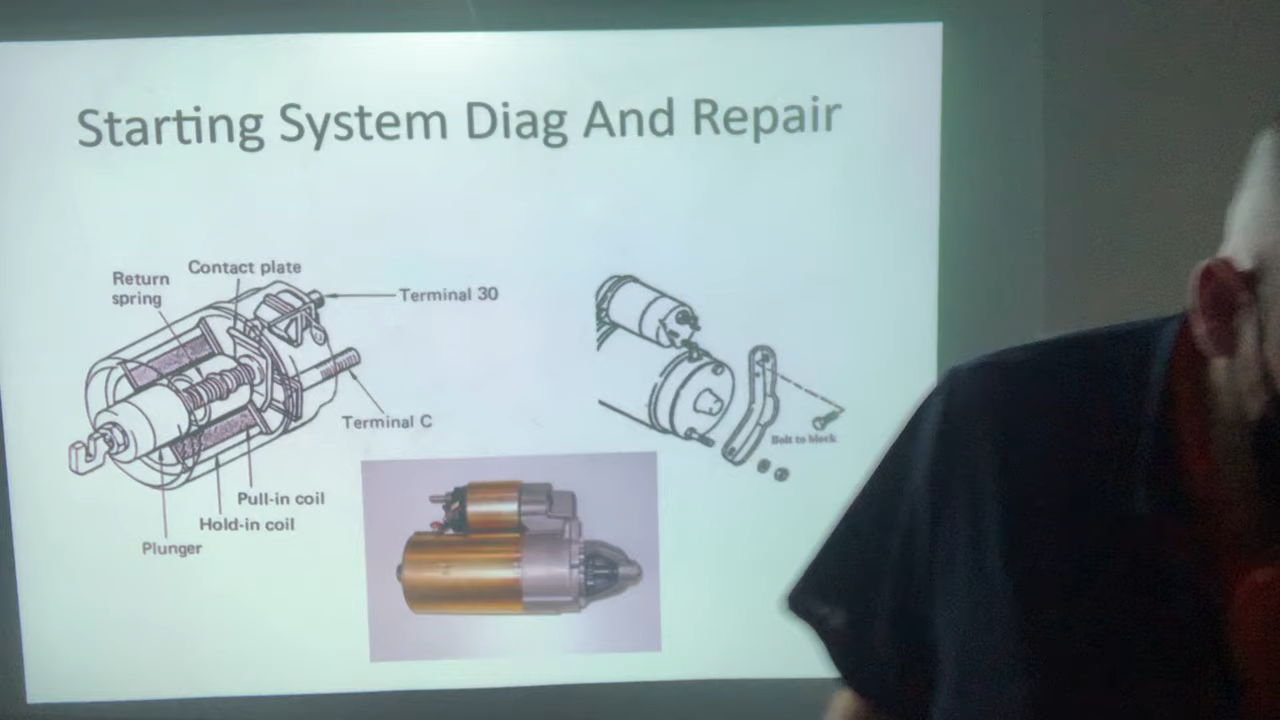 Starting System Diag And Repair
Return
spring
Contact plate
Terminal 30
Terminal C
Pull-in coil
Hold-in coil
Plunger
Bolt to block